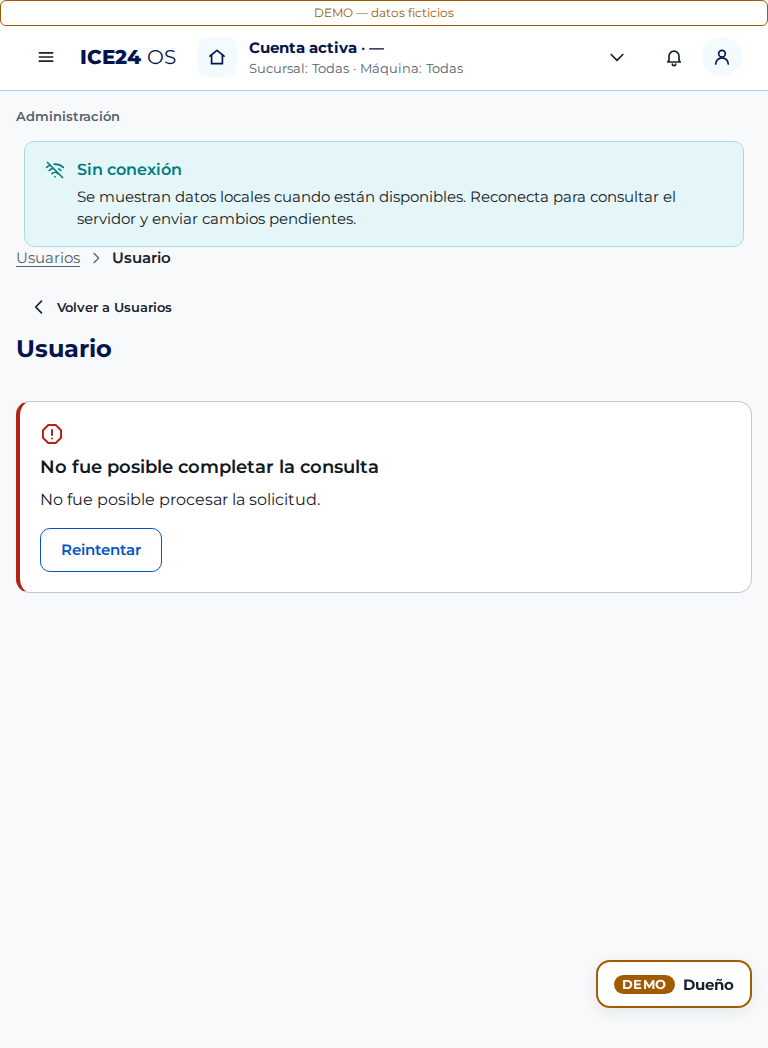 DEMO — datos ficticios
ICE24 OS
Cuenta activa · —
Sucursal: Todas · Máquina: Todas
Administración
Sin conexión
Se muestran datos locales cuando están disponibles. Reconecta para consultar el
servidor y enviar cambios pendientes.
Usuarios > Usuario
Volver a Usuarios
Usuario
No fue posible completar la consulta
No fue posible procesar la solicitud.
Reintentar
DEMO Dueño